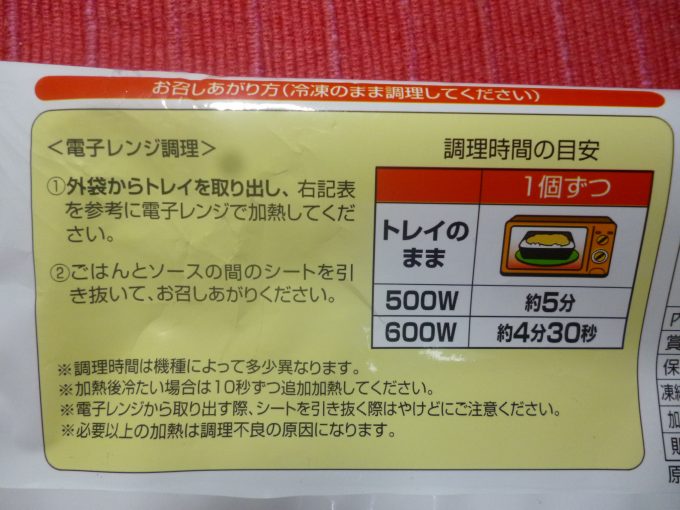 お召しあがり方(冷凍のまま調理してください)
<電子レンジ調理>
①外袋からトレイを取り出し、右記表
を参考に電子レンジで加熱してくだ
さい。
②ごはんとソースの間のシートを引
き抜いて、お召しあがりください。
調理時間の目安
1個ずつ
トレイの
まま
500W 約5分
600W 約4分30秒
※調理時間は機種によって多少異なります。
※加熱後冷たい場合は10秒ずつ追加加熱してください。
※電子レンジから取り出す際、シートを引き抜く際はやけどにご注意ください。
※必要以上の加熱は調理不良の原因になります。
賞
保
凍結
加
原